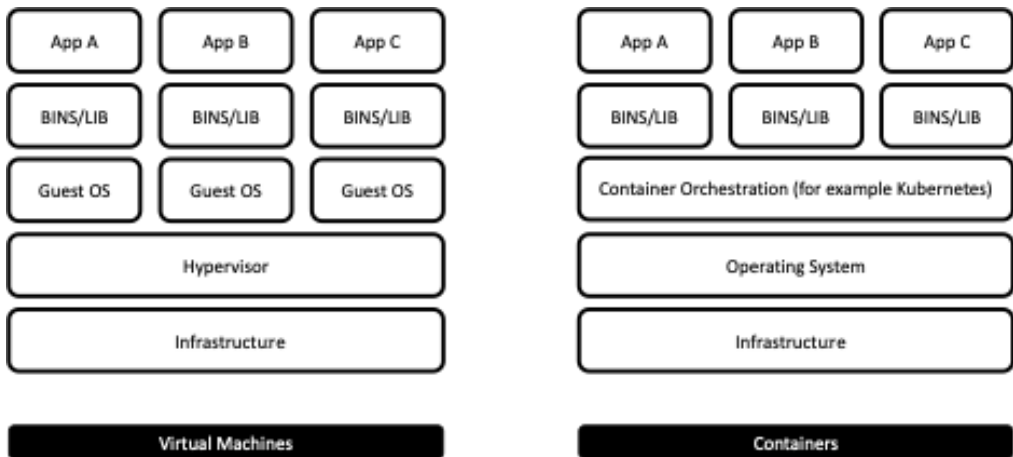 App A
App B
App C
BINS/LIB
BINS/LIB
BINS/LIB
Guest OS
Guest OS
Guest OS
Hypervisor
Infrastructure
Virtual Machines
App A
App B
App C
BINS/LIB
BINS/LIB
BINS/LIB
Container Orchestration (for example Kubernetes)
Operating System
Infrastructure
Containers